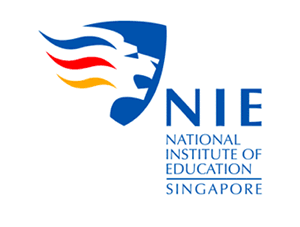 NIE
NATIONAL
INSTITUTE OF
EDUCATION
SINGAPORE